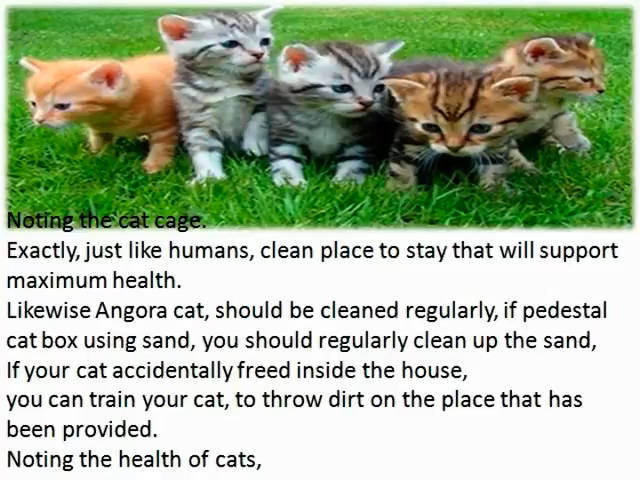 Noting the cat cage.
Exactly, just like humans, clean place to stay that will support
maximum health.
Likewise Angora cat, should be cleaned regularly, if pedestal
cat box using sand, you should regularly clean up the sand,
If your cat accidentally freed inside the house,
you can train your cat, to throw dirt on the place that has
been provided.
Noting the health of cats,